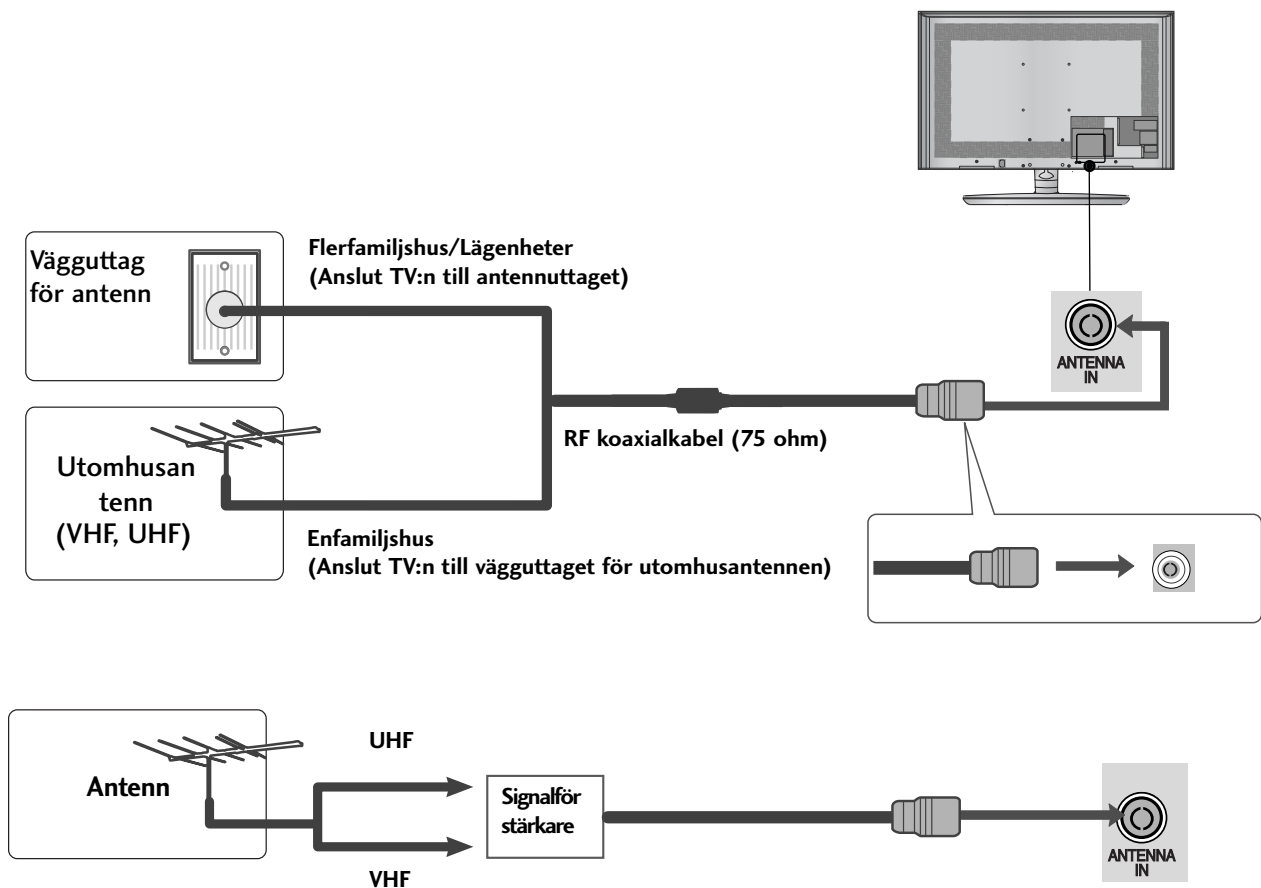 Vägguttag
för antenn
Flerfamiljshus/Lägenheter
(Anslut TV:n till antennuttaget)
ANTENNA
IN
RF koaxialkabel (75 ohm)
Utomhusan
tenn
(VHF, UHF)
Enfamiljshus
(Anslut TV:n till vägguttaget för utomhusantennen)
Antenn
UHF
VHF
Signalför
stärkare
ANTENNA
IN